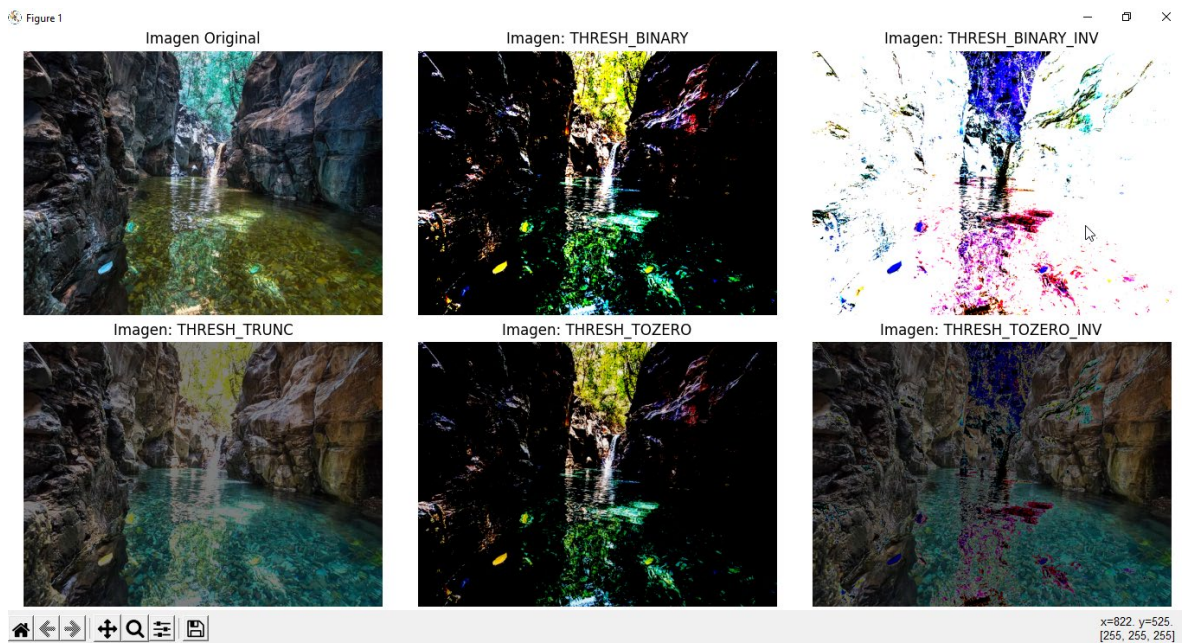 Figure 1
Imagen Original
Imagen: THRESH_BINARY
Imagen: THRESH_BINARY_INV
Imagen: THRESH_TRUNC
Imagen: THRESH_TOZERO
Imagen: THRESH_TOZERO_INV
x=822. y=525.
[255, 255, 255]